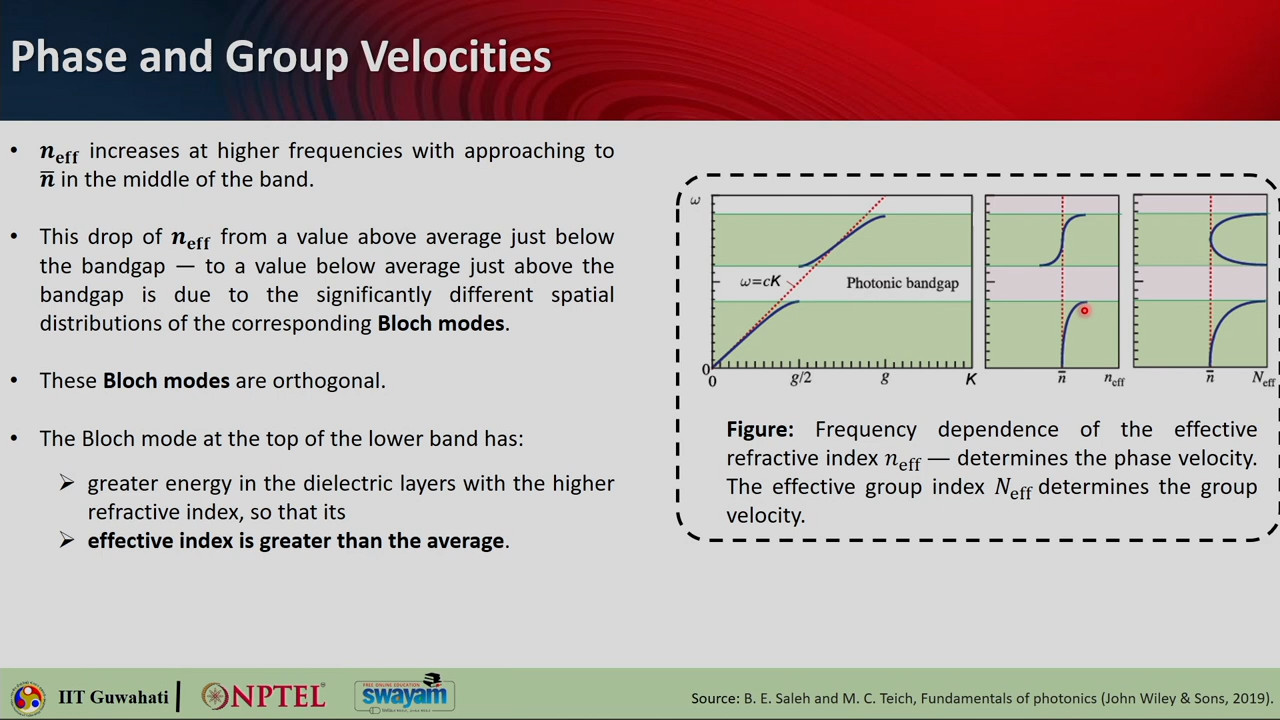 Phase and Group Velocities
• n_eff increases at higher frequencies with approaching to
n̄ in the middle of the band.
• This drop of n_eff from a value above average just below
the bandgap — to a value below average just above the
bandgap is due to the significantly different spatial
distributions of the corresponding Bloch modes.
• These Bloch modes are orthogonal.
• The Bloch mode at the top of the lower band has:
➢ greater energy in the dielectric layers with the higher
refractive index, so that its
➢ effective index is greater than the average.
ω
ω=cK
Photonic bandgap
0
0 g/2 g K
n̄ n_eff
n̄ N_eff
Figure: Frequency dependence of the effective
refractive index n_eff — determines the phase velocity.
The effective group index N_eff determines the group
velocity.
IIT Guwahati
NPTEL
FREE ONLINE EDUCATION
swayam
Source: B. E. Saleh and M. C. Teich, Fundamentals of photonics (John Wiley & Sons, 2019).